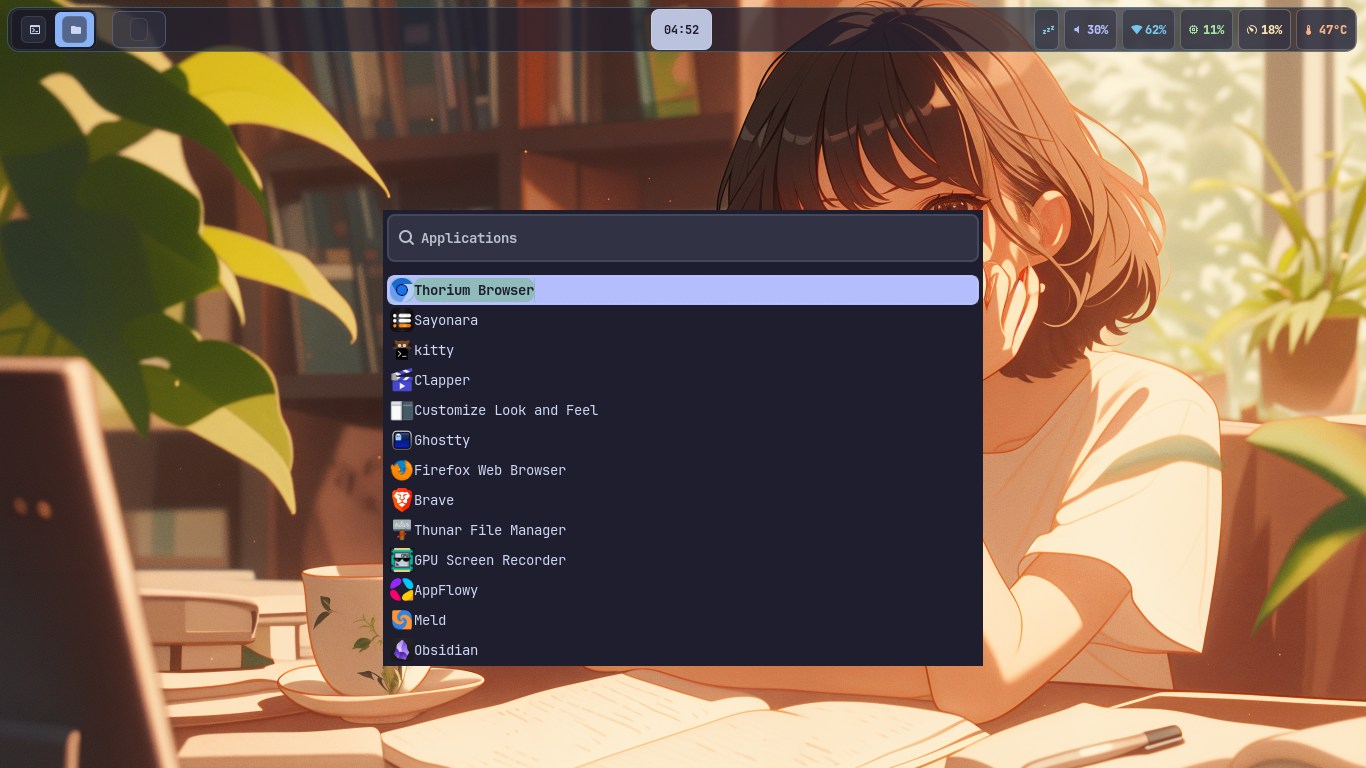 04:52
zzz 30% 62% 11% 18% 47°C
Applications
Thorium Browser
Sayonara
kitty
Clapper
Customize Look and Feel
Ghostty
Firefox Web Browser
Brave
Thunar File Manager
GPU Screen Recorder
AppFlowy
Meld
Obsidian